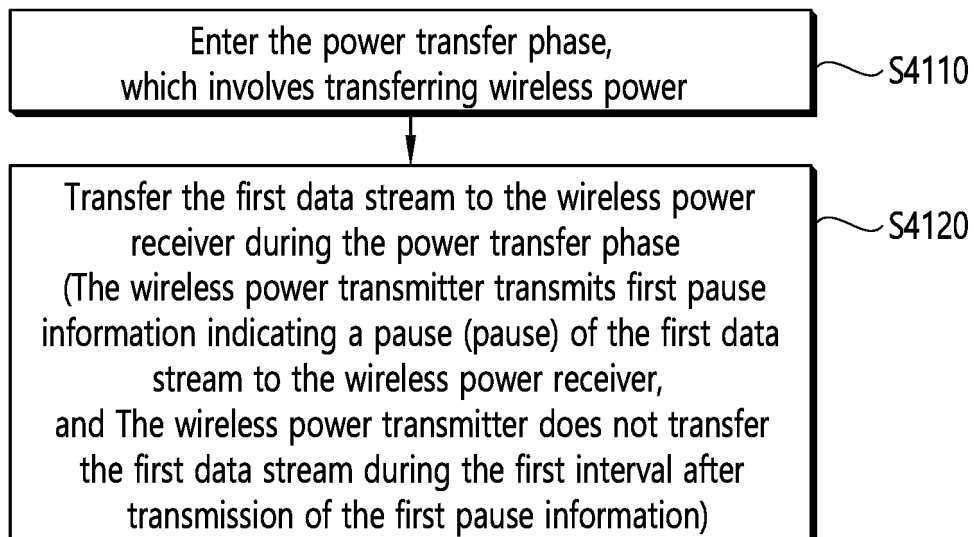 Enter the power transfer phase,
which involves transferring wireless power
S4110
Transfer the first data stream to the wireless power
receiver during the power transfer phase
(The wireless power transmitter transmits first pause
information indicating a pause (pause) of the first data
stream to the wireless power receiver,
and The wireless power transmitter does not transfer
the first data stream during the first interval after
transmission of the first pause information)
S4120